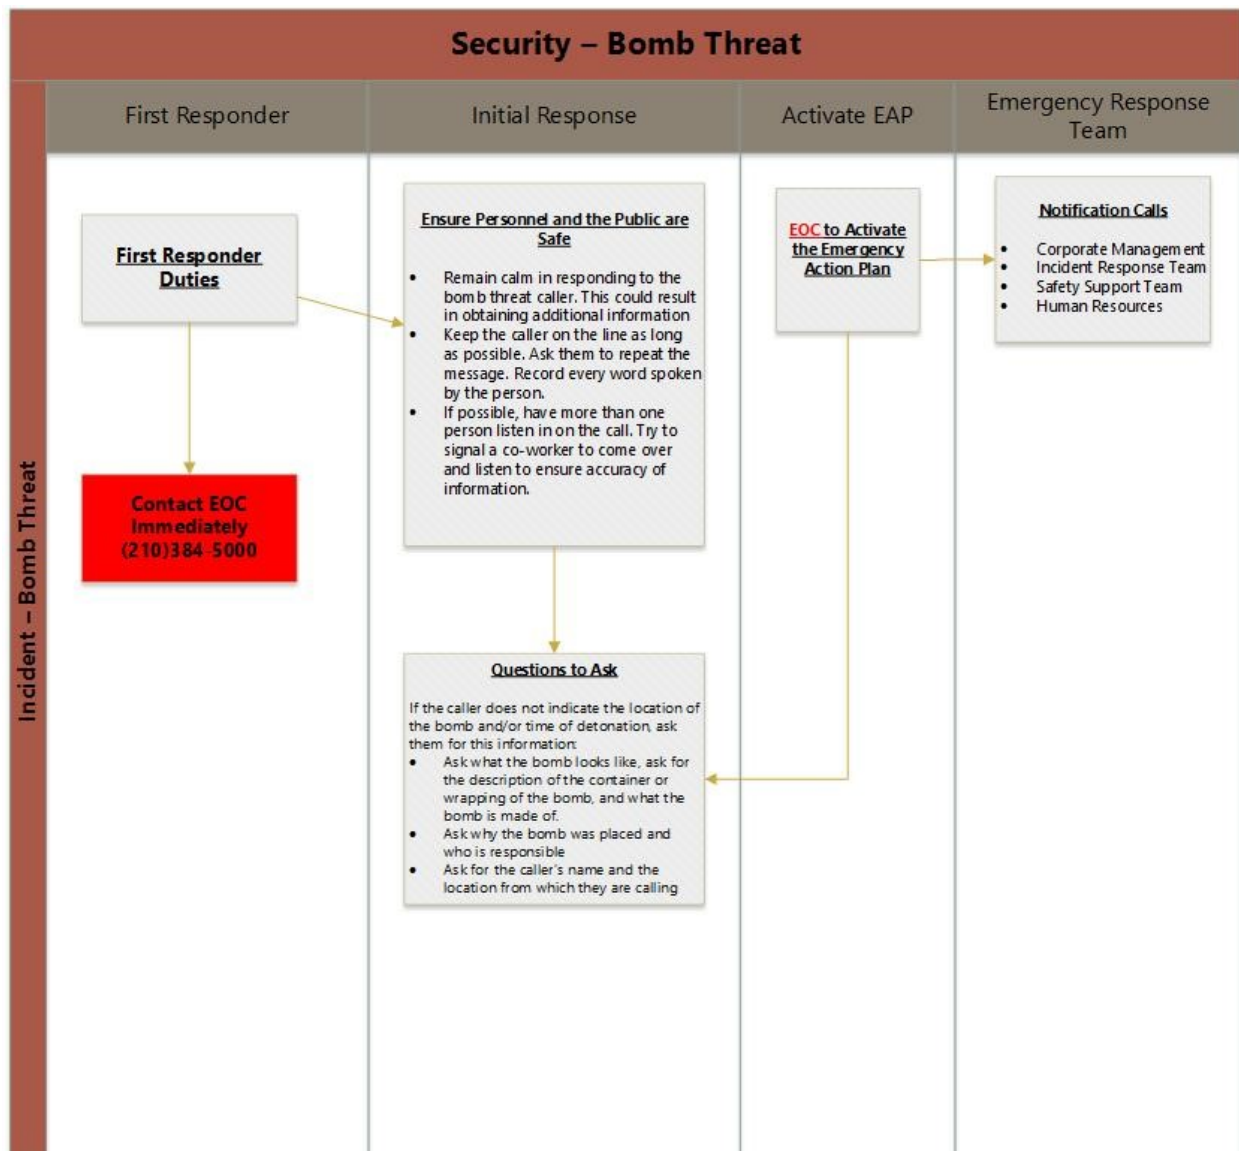 Security – Bomb Threat
First Responder
Initial Response
Activate EAP
Emergency Response
Team
Incident – Bomb Threat
First Responder
Duties
Contact EOC
Immediately
(210)384-5000
Ensure Personnel and the Public are
Safe
• Remain calm in responding to the
bomb threat caller. This could result
in obtaining additional information
• Keep the caller on the line as long
as possible. Ask them to repeat the
message. Record every word spoken
by the person.
• If possible, have more than one
person listen in on the call. Try to
signal a co-worker to come over
and listen to ensure accuracy of
information.
Questions to Ask
If the caller does not indicate the location of
the bomb and/or time of detonation, ask
them for this information:
• Ask what the bomb looks like, ask for
the description of the container or
wrapping of the bomb, and what the
bomb is made of.
• Ask why the bomb was placed and
who is responsible
• Ask for the caller's name and the
location from which they are calling
EOC to Activate
the Emergency
Action Plan
Notification Calls
• Corporate Management
• Incident Response Team
• Safety Support Team
• Human Resources